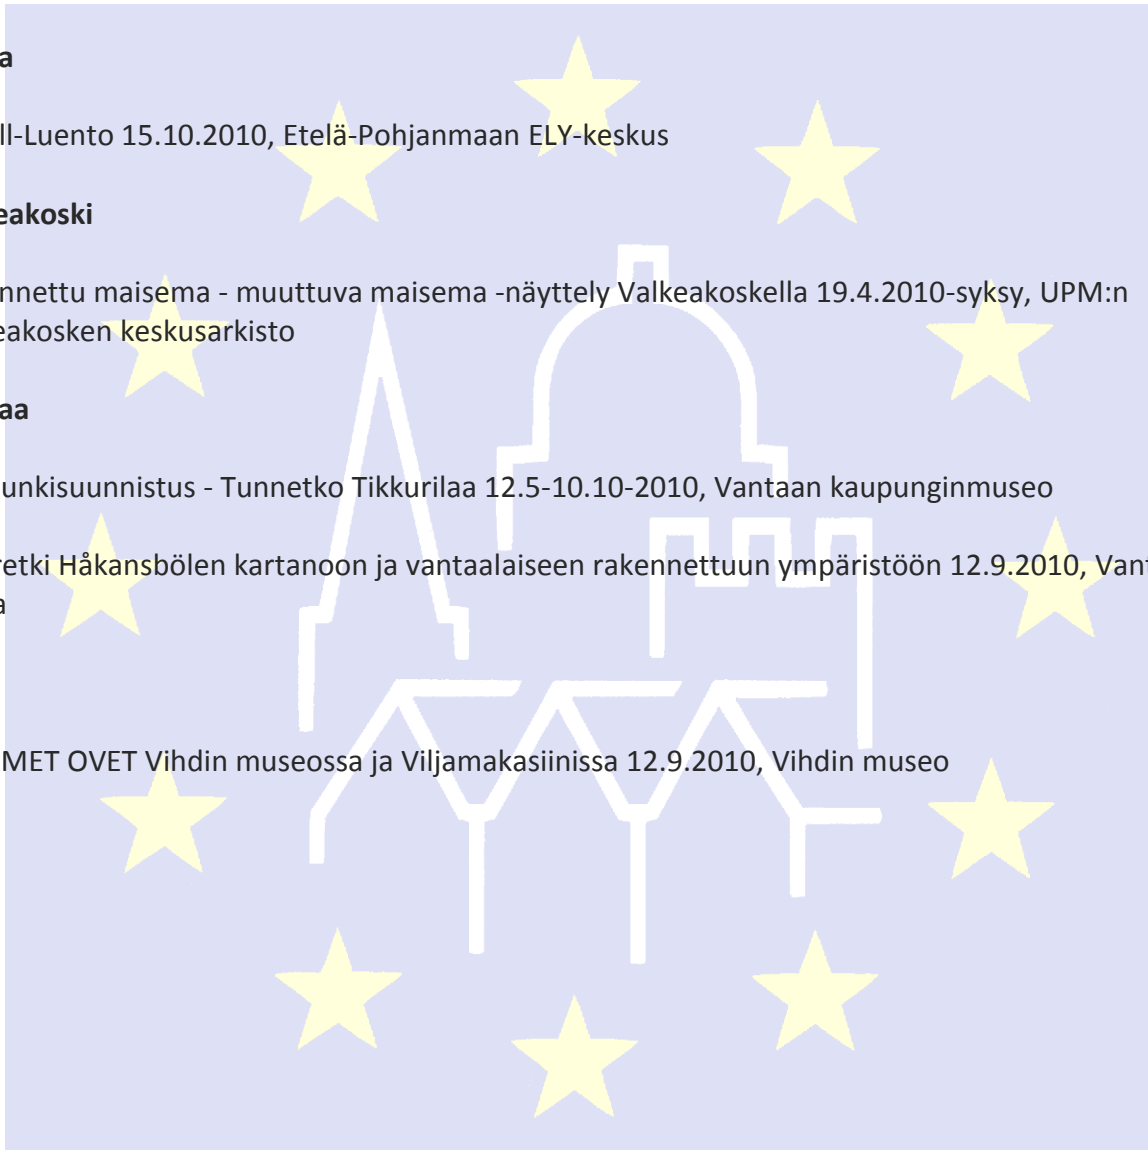 a
ll-Luento 15.10.2010, Etelä-Pohjanmaan ELY-keskus
eakoski
nnettu maisema - muuttuva maisema -näyttely Valkeakoskella 19.4.2010-syksy, UPM:n
eakosken keskusarkisto
aa
unkisuunnistus - Tunnetko Tikkurilaa 12.5-10.10-2010, Vantaan kaupunginmuseo
retki Håkansbölen kartanoon ja vantaalaiseen rakennettuun ympäristöön 12.9.2010, Vant
a
MET OVET Vihdin museossa ja Viljamakasiinissa 12.9.2010, Vihdin museo